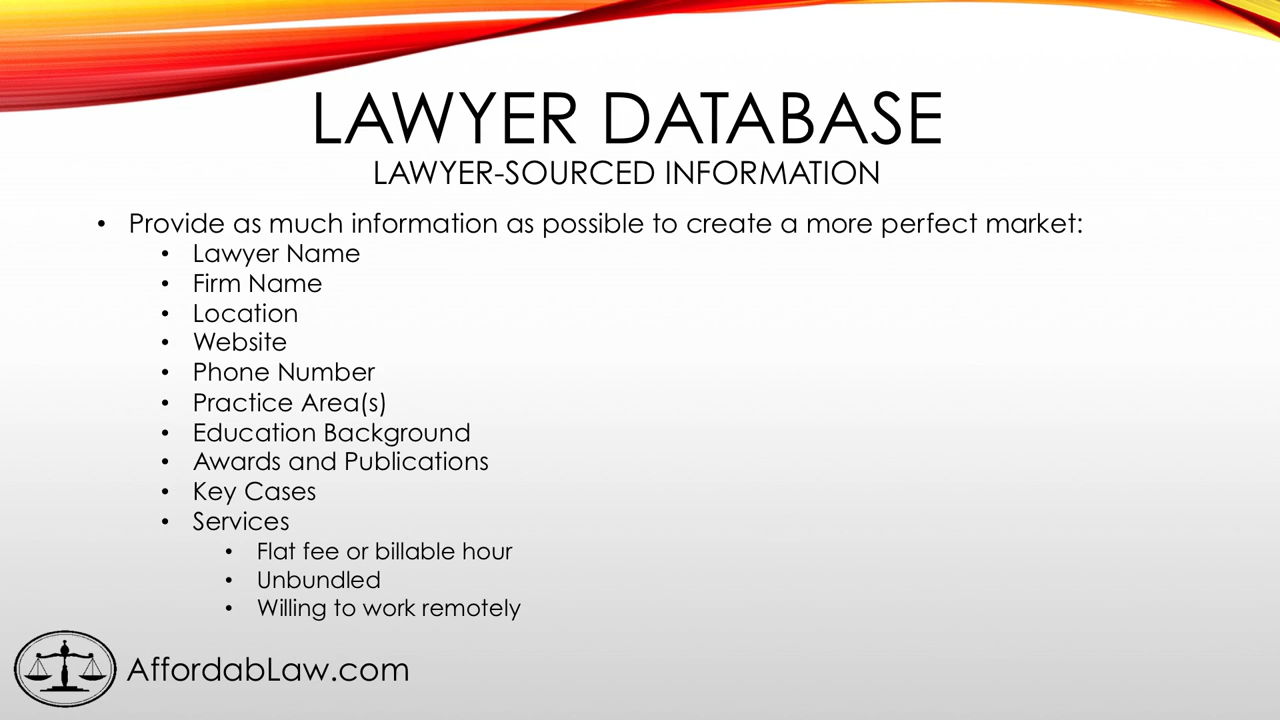 LAWYER DATABASE
LAWYER-SOURCED INFORMATION
• Provide as much information as possible to create a more perfect market:
• Lawyer Name
• Firm Name
• Location
• Website
• Phone Number
• Practice Area(s)
• Education Background
• Awards and Publications
• Key Cases
• Services
• Flat fee or billable hour
• Unbundled
• Willing to work remotely
AffordabLaw.com